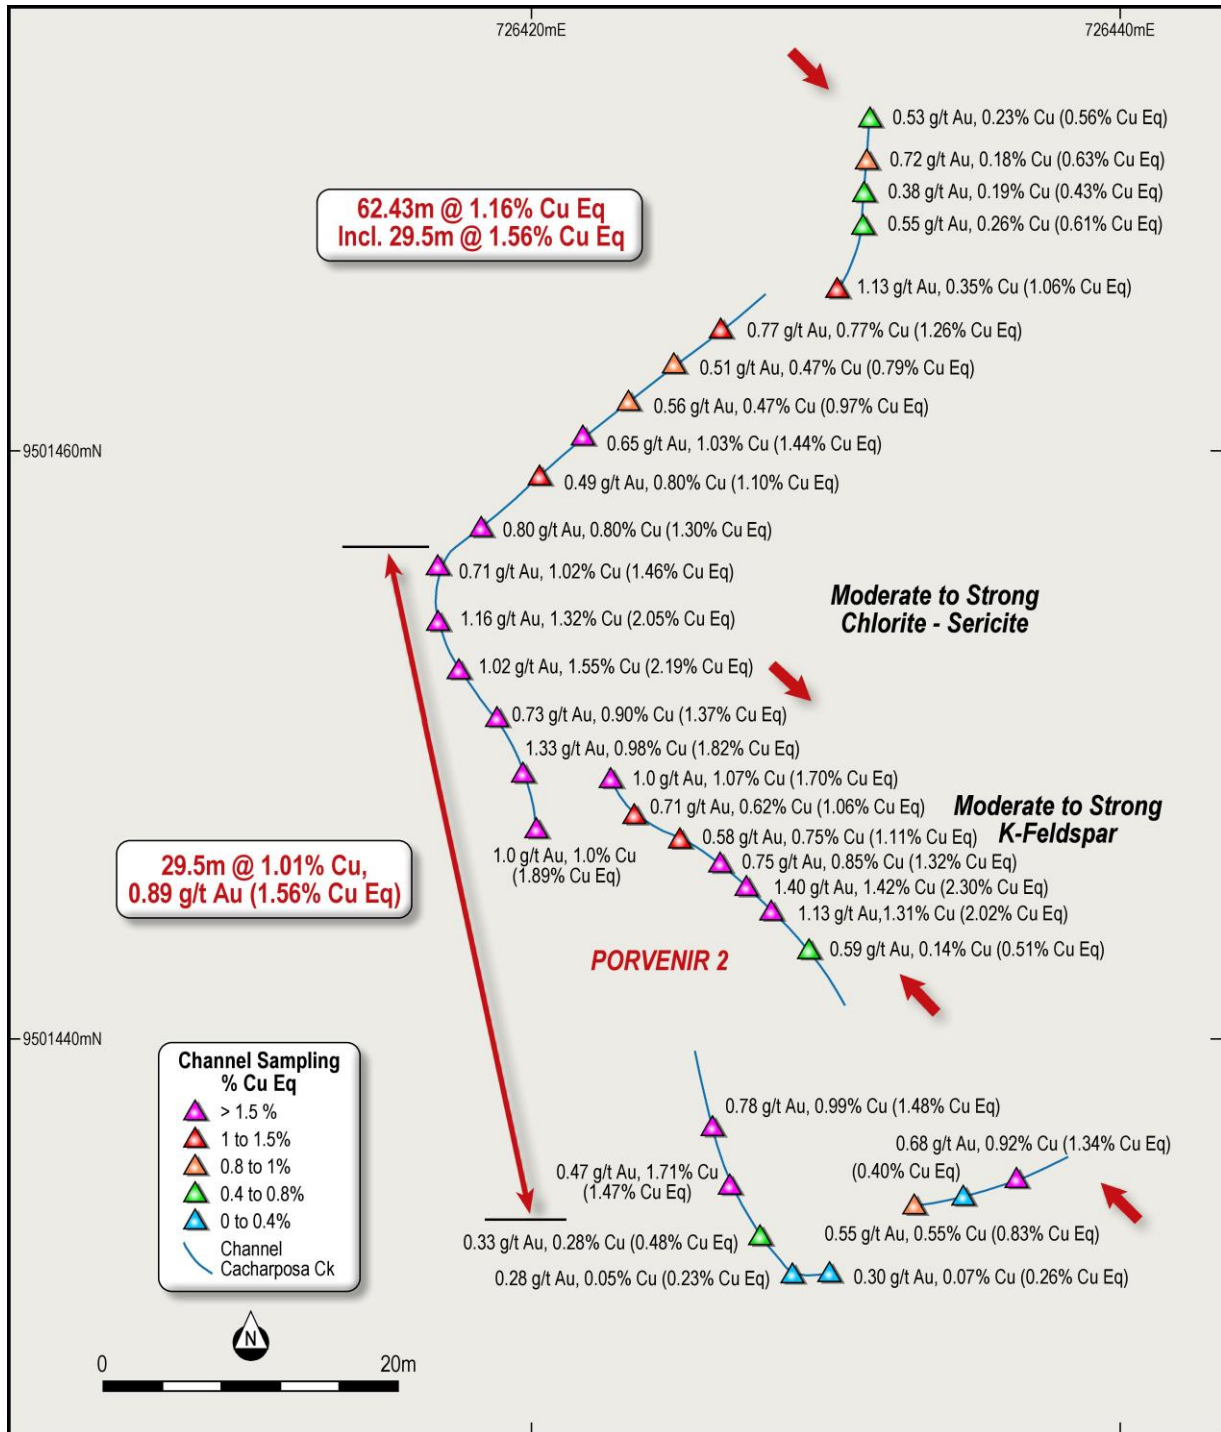 726420mE
726440mE
0.53 g/t Au, 0.23% Cu (0.56% Cu Eq)
0.72 g/t Au, 0.18% Cu (0.63% Cu Eq)
0.38 g/t Au, 0.19% Cu (0.43% Cu Eq)
0.55 g/t Au, 0.26% Cu (0.61% Cu Eq)
62.43m @ 1.16% Cu Eq
Incl. 29.5m @ 1.56% Cu Eq
1.13 g/t Au, 0.35% Cu (1.06% Cu Eq)
0.77 g/t Au, 0.77% Cu (1.26% Cu Eq)
0.51 g/t Au, 0.47% Cu (0.79% Cu Eq)
0.56 g/t Au, 0.47% Cu (0.97% Cu Eq)
0.65 g/t Au, 1.03% Cu (1.44% Cu Eq)
9501460mN
0.49 g/t Au, 0.80% Cu (1.10% Cu Eq)
0.80 g/t Au, 0.80% Cu (1.30% Cu Eq)
0.71 g/t Au, 1.02% Cu (1.46% Cu Eq)
Moderate to Strong
Chlorite - Sericite
1.16 g/t Au, 1.32% Cu (2.05% Cu Eq)
1.02 g/t Au, 1.55% Cu (2.19% Cu Eq)
0.73 g/t Au, 0.90% Cu (1.37% Cu Eq)
1.33 g/t Au, 0.98% Cu (1.82% Cu Eq)
1.0 g/t Au, 1.07% Cu (1.70% Cu Eq)
0.71 g/t Au, 0.62% Cu (1.06% Cu Eq)
Moderate to Strong
K-Feldspar
0.58 g/t Au, 0.75% Cu (1.11% Cu Eq)
1.0 g/t Au, 1.0% Cu
(1.89% Cu Eq)
0.75 g/t Au, 0.85% Cu (1.32% Cu Eq)
1.40 g/t Au, 1.42% Cu (2.30% Cu Eq)
1.13 g/t Au,1.31% Cu (2.02% Cu Eq)
29.5m @ 1.01% Cu,
0.89 g/t Au (1.56% Cu Eq)
0.59 g/t Au, 0.14% Cu (0.51% Cu Eq)
PORVENIR 2
9501440mN
Channel Sampling
% Cu Eq
> 1.5 %
1 to 1.5%
0.8 to 1%
0.4 to 0.8%
0 to 0.4%
Channel
Cacharposa Ck
0.78 g/t Au, 0.99% Cu (1.48% Cu Eq)
0.68 g/t Au, 0.92% Cu (1.34% Cu Eq)
(0.40% Cu Eq)
0.47 g/t Au, 1.71% Cu
(1.47% Cu Eq)
0.55 g/t Au, 0.55% Cu (0.83% Cu Eq)
0.33 g/t Au, 0.28% Cu (0.48% Cu Eq)
0.28 g/t Au, 0.05% Cu (0.23% Cu Eq)
0.30 g/t Au, 0.07% Cu (0.26% Cu Eq)
N
0
20m